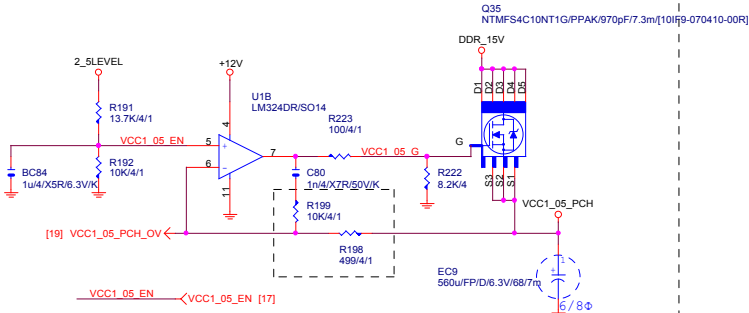 Q35
NTMFS4C10NT1G/PPAK/970pF/7.3m/[10IF9-070410-00R]
DDR_15V
2_5LEVEL
+12V
D1
D2
D3
D4
D5
U1B
LM324DR/SO14
R191
13.7K/4/1
4
R223
100/4/1
VCC1_05_EN
5
+
7
VCC1_05_G
G
6
-
BC84
1u/4/X5R/6.3V/K
R192
10K/4/1
11
C80
1n/4/X7R/50V/K
R222
8.2K/4
S3
S2
S1
R199
10K/4/1
VCC1_05_PCH
[19] VCC1_05_PCH_OV
R198
499/4/1
EC9
560u/FP/D/6.3V/68/7m
1
+
6/8Φ
VCC1_05_EN
VCC1_05_EN [17]